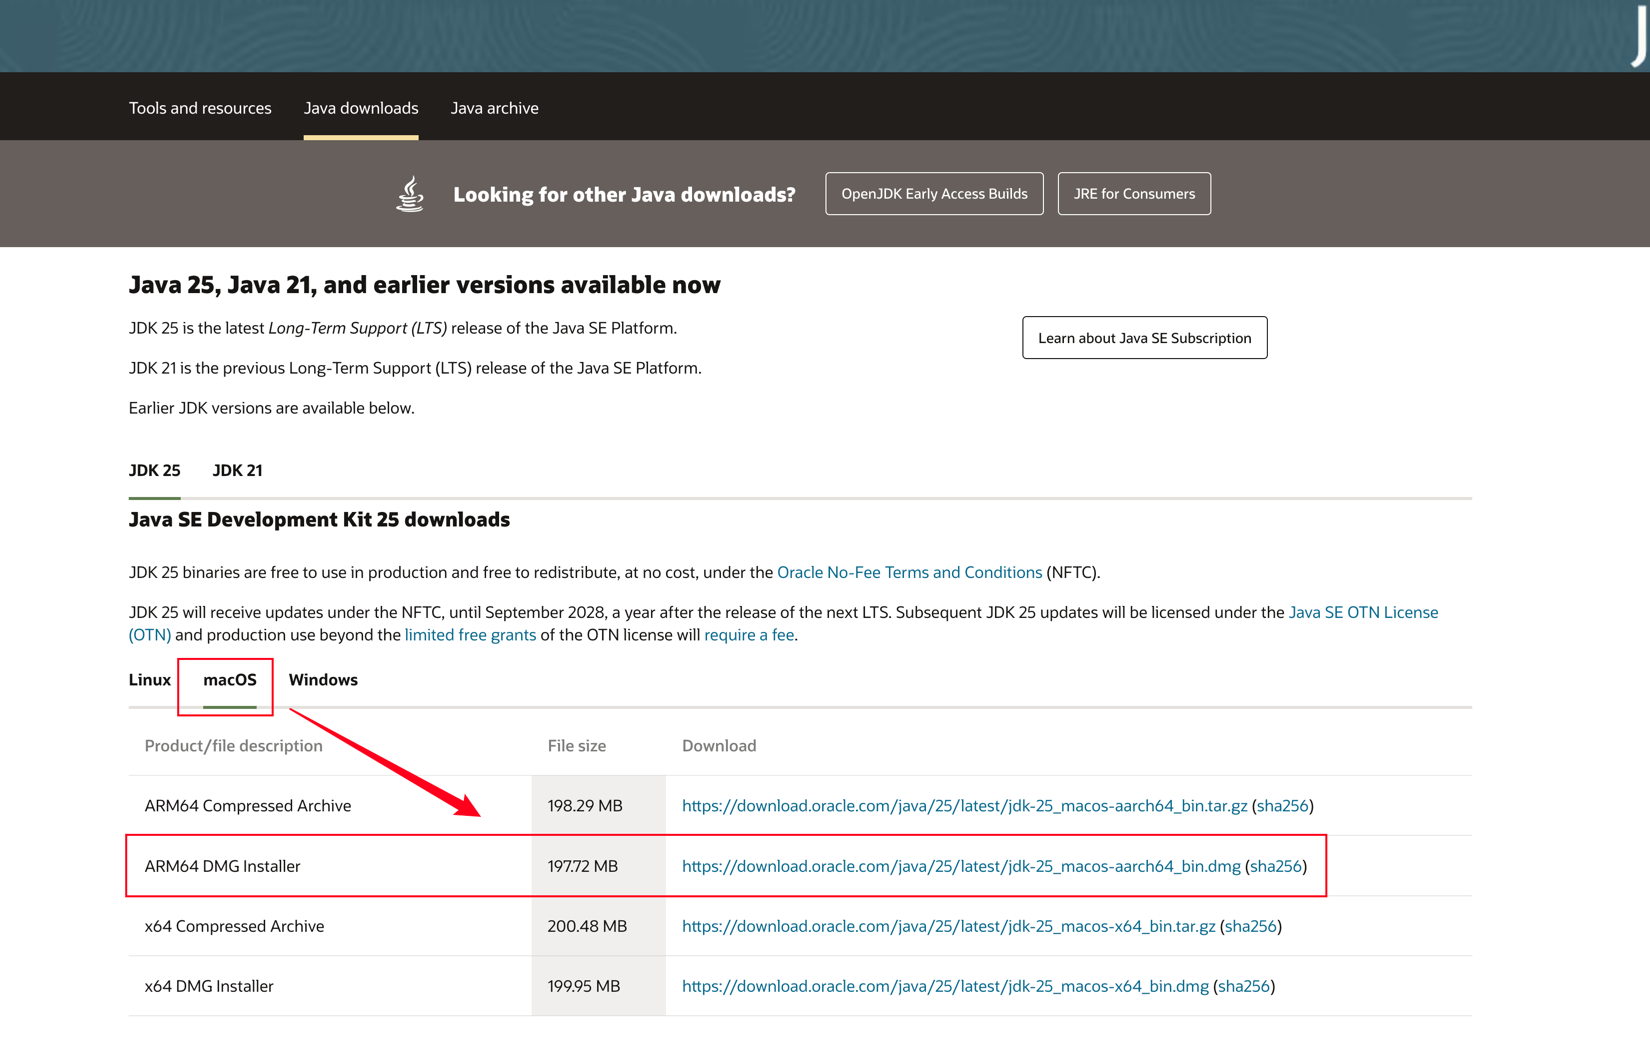 J
Tools and resources Java downloads Java archive
Looking for other Java downloads? OpenJDK Early Access Builds JRE for Consumers
Java 25, Java 21, and earlier versions available now
JDK 25 is the latest Long-Term Support (LTS) release of the Java SE Platform.
Learn about Java SE Subscription
JDK 21 is the previous Long-Term Support (LTS) release of the Java SE Platform.
Earlier JDK versions are available below.
JDK 25 JDK 21
Java SE Development Kit 25 downloads
JDK 25 binaries are free to use in production and free to redistribute, at no cost, under the Oracle No-Fee Terms and Conditions (NFTC).
JDK 25 will receive updates under the NFTC, until September 2028, a year after the release of the next LTS. Subsequent JDK 25 updates will be licensed under the Java SE OTN License
(OTN) and production use beyond the limited free grants of the OTN license will require a fee.
Linux macOS Windows
Product/file description File size Download
ARM64 Compressed Archive 198.29 MB https://download.oracle.com/java/25/latest/jdk-25_macos-aarch64_bin.tar.gz (sha256)
ARM64 DMG Installer 197.72 MB https://download.oracle.com/java/25/latest/jdk-25_macos-aarch64_bin.dmg (sha256)
x64 Compressed Archive 200.48 MB https://download.oracle.com/java/25/latest/jdk-25_macos-x64_bin.tar.gz (sha256)
x64 DMG Installer 199.95 MB https://download.oracle.com/java/25/latest/jdk-25_macos-x64_bin.dmg (sha256)